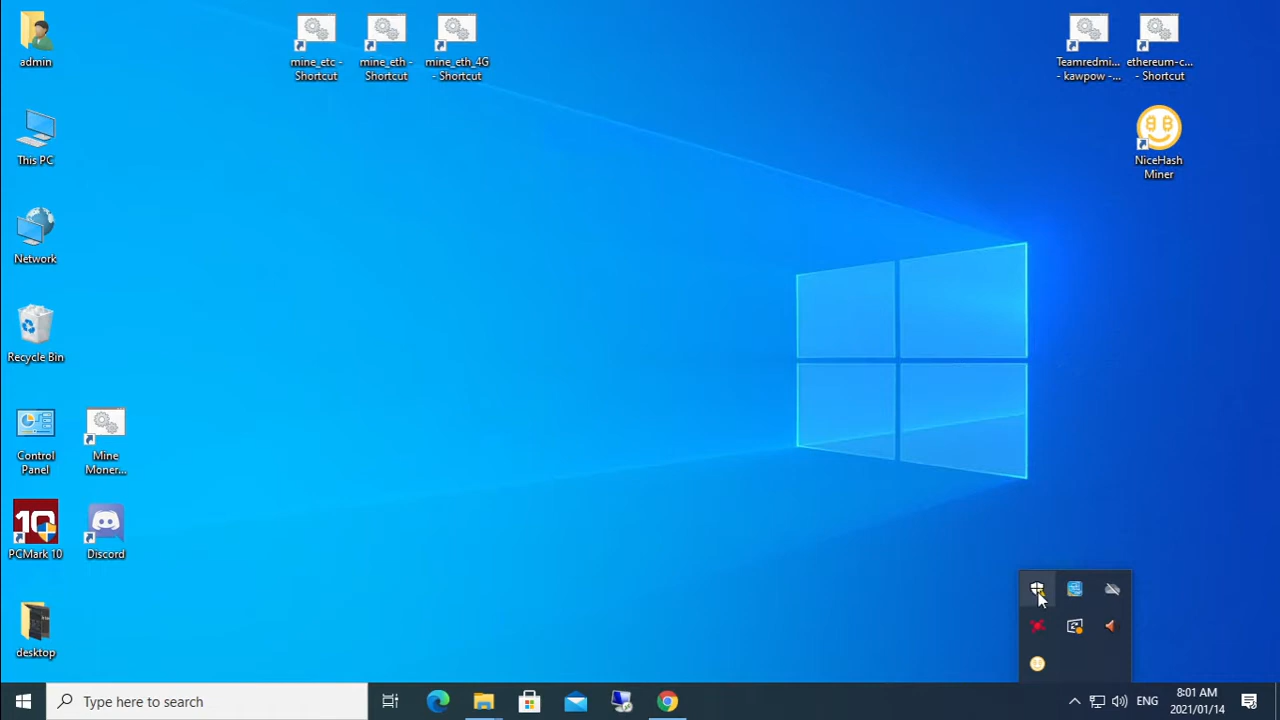 admin
mine_etc -
Shortcut
mine_eth -
Shortcut
mine_eth_4G
- Shortcut
Teamredmi...
- kawpow -...
ethereum-c...
- Shortcut
This PC
NiceHash
Miner
Network
Recycle Bin
Control
Panel
Mine
Moner...
10
PCMark 10
Discord
desktop
Type here to search
ENG
8:01 AM
2021/01/14